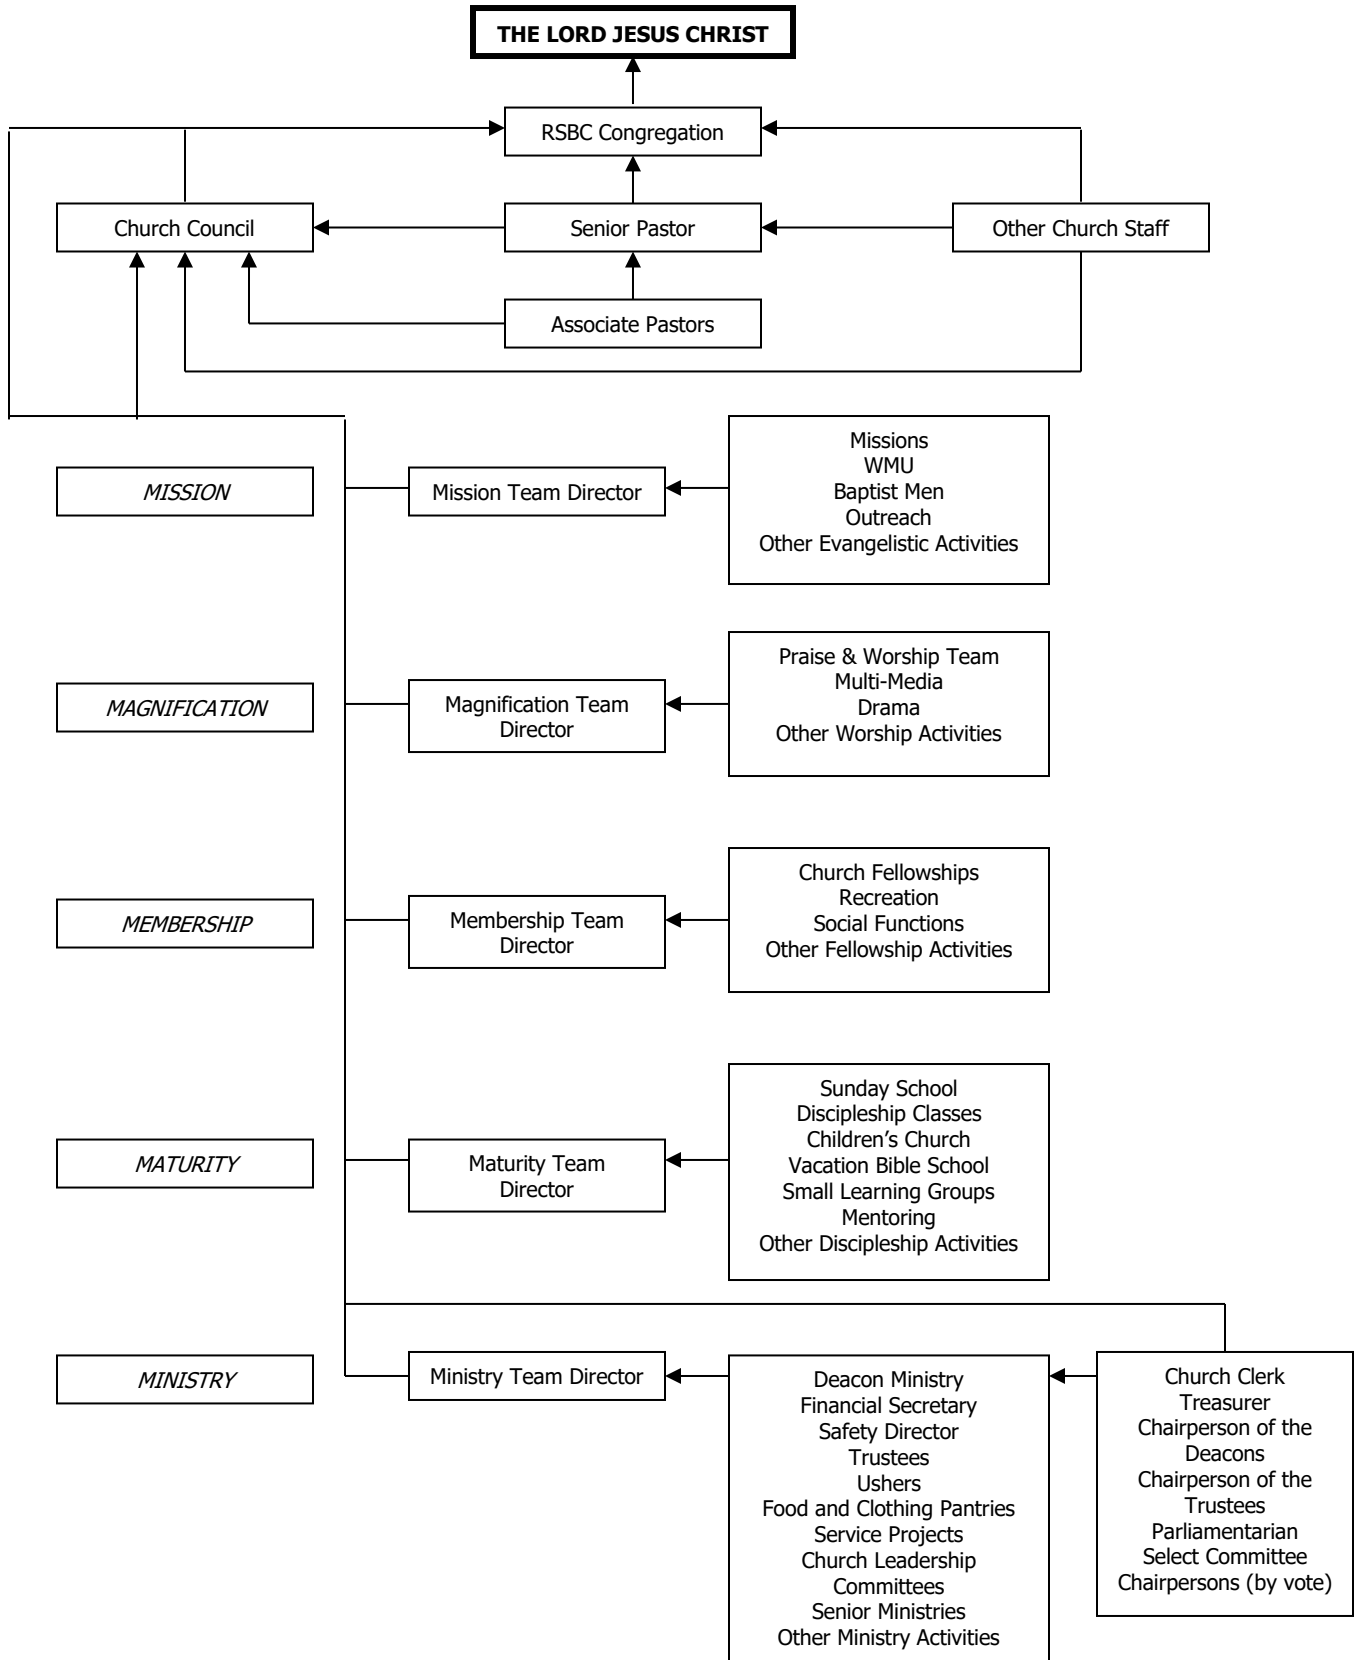 THE LORD JESUS CHRIST
RSBC Congregation
Church Council
Senior Pastor
Other Church Staff
Associate Pastors
MISSION
Mission Team Director
Missions
WMU
Baptist Men
Outreach
Other Evangelistic Activities
MAGNIFICATION
Magnification Team
Director
Praise & Worship Team
Multi-Media
Drama
Other Worship Activities
MEMBERSHIP
Membership Team
Director
Church Fellowships
Recreation
Social Functions
Other Fellowship Activities
MATURITY
Maturity Team
Director
Sunday School
Discipleship Classes
Children’s Church
Vacation Bible School
Small Learning Groups
Mentoring
Other Discipleship Activities
MINISTRY
Ministry Team Director
Deacon Ministry
Financial Secretary
Safety Director
Trustees
Ushers
Food and Clothing Pantries
Service Projects
Church Leadership
Committees
Senior Ministries
Other Ministry Activities
Church Clerk
Treasurer
Chairperson of the
Deacons
Chairperson of the
Trustees
Parliamentarian
Select Committee
Chairpersons (by vote)